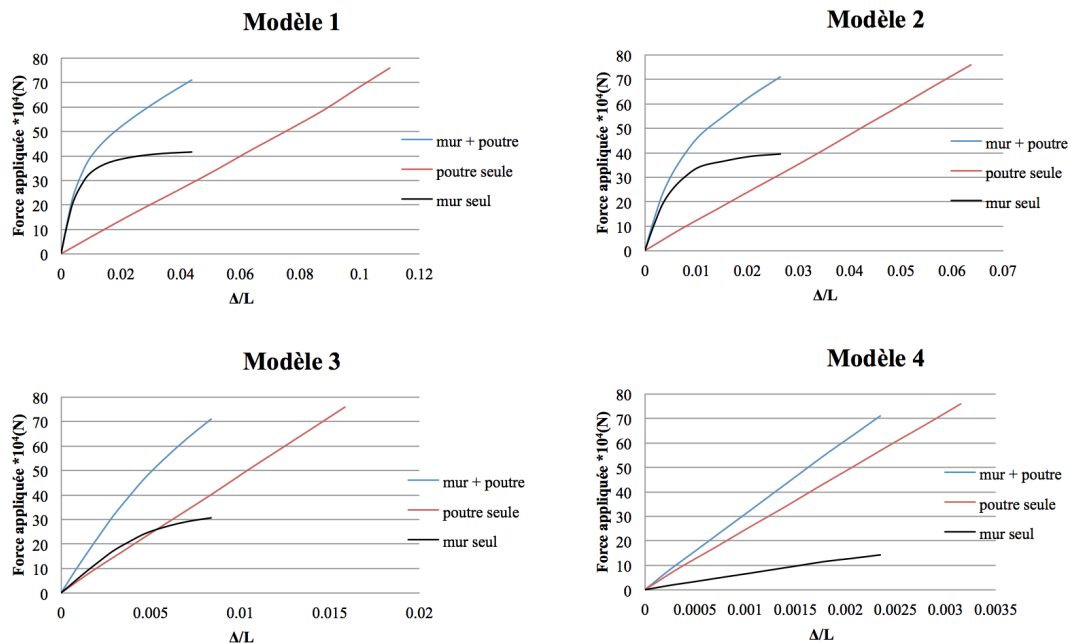 Modèle 1
Force appliquée *10⁴(N)
80
70
60
50
40
30
20
10
0
0 0.02 0.04 0.06 0.08 0.1 0.12
Δ/L
mur + poutre
poutre seule
mur seul
Modèle 2
Force appliquée *10⁴(N)
80
70
60
50
40
30
20
10
0
0 0.01 0.02 0.03 0.04 0.05 0.06 0.07
Δ/L
mur + poutre
poutre seule
mur seul
Modèle 3
Force appliquée *10⁴(N)
80
70
60
50
40
30
20
10
0
0 0.005 0.01 0.015 0.02
Δ/L
mur + poutre
poutre seule
mur seul
Modèle 4
Force appliquée *10⁴(N)
80
70
60
50
40
30
20
10
0
0 0.0005 0.001 0.0015 0.002 0.0025 0.003 0.0035
Δ/L
mur + poutre
poutre seule
mur seul